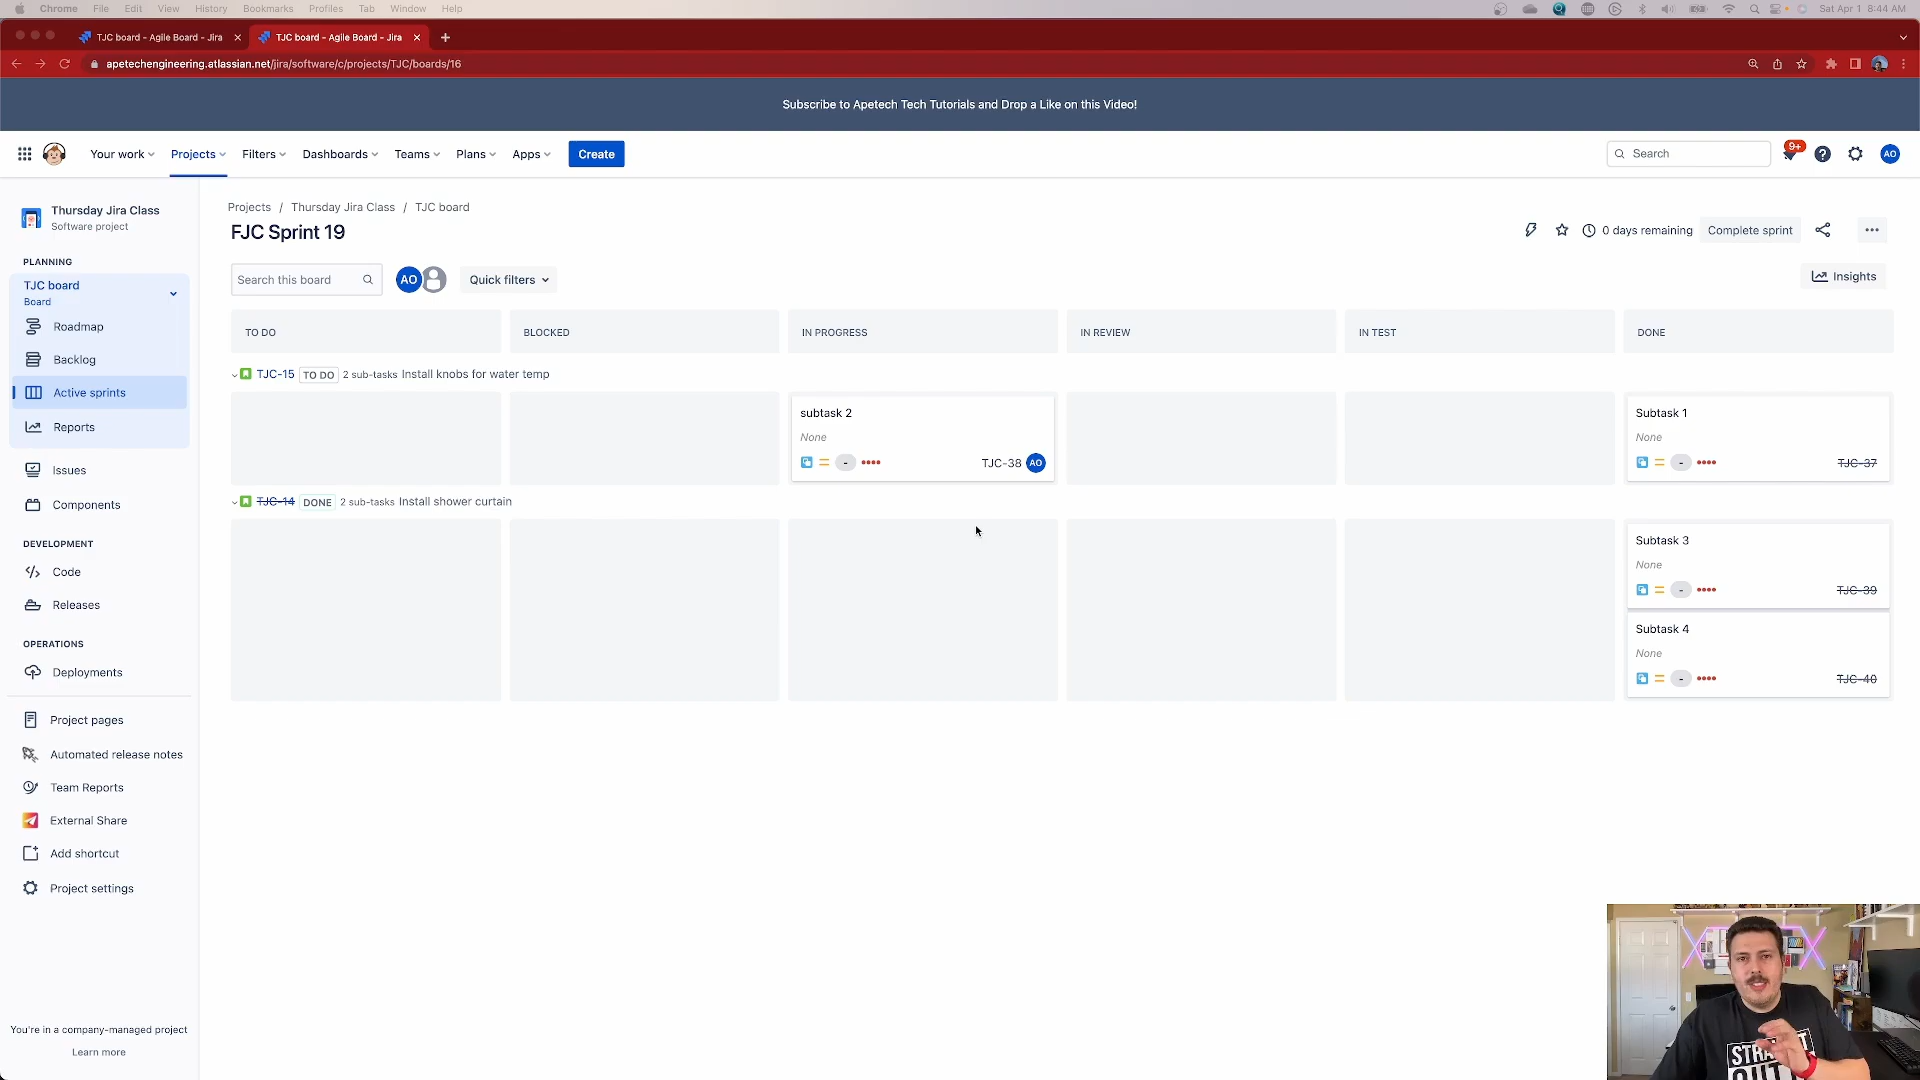 Chrome File Edit View History Bookmarks Profiles Tab Window Help
Sat Apr 1 8:44 AM
TJC board - Agile Board - Jira
TJC board - Agile Board - Jira
apetechengineering.atlassian.net/jira/software/c/projects/TJC/boards/16
Subscribe to Apetech Tech Tutorials and Drop a Like on this Video!
Your work Projects Filters Dashboards Teams Plans Apps Create
Search
9+
AO
Thursday Jira Class
Software project
PLANNING
TJC board
Board
Roadmap
Backlog
Active sprints
Reports
Issues
Components
DEVELOPMENT
Code
Releases
OPERATIONS
Deployments
Project pages
Automated release notes
Team Reports
External Share
Add shortcut
Project settings
You're in a company-managed project
Learn more
Projects / Thursday Jira Class / TJC board
FJC Sprint 19
0 days remaining
Complete sprint
Search this board
AO
Quick filters
Insights
TO DO BLOCKED IN PROGRESS IN REVIEW IN TEST DONE
TJC-15 TO DO 2 sub-tasks Install knobs for water temp
subtask 2
None
- TJC-38 AO
Subtask 1
None
- TJC-37
TJC-14 DONE 2 sub-tasks Install shower curtain
Subtask 3
None
- TJC-39
Subtask 4
None
- TJC-40